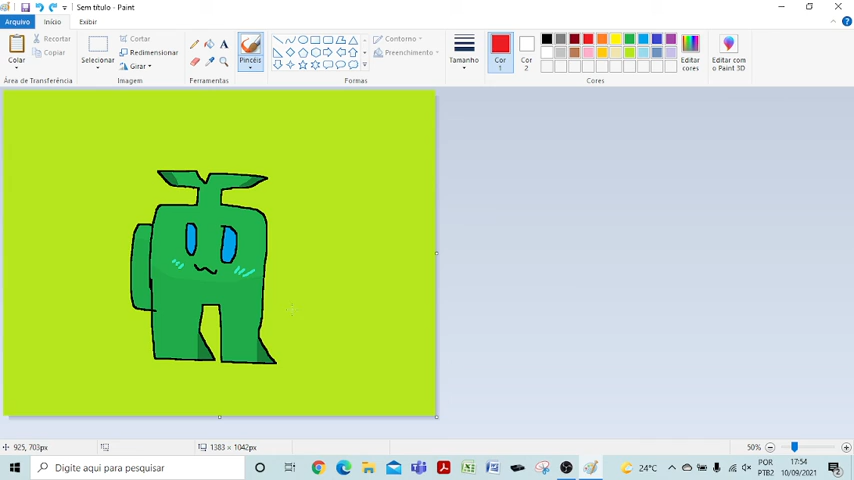 Sem título - Paint
Arquivo Início Exibir
Colar
Recortar
Copiar
Área de Transferência
Selecionar
Cortar
Redimensionar
Girar
Imagem
A
Ferramentas
Pincéis
Contorno
Preenchimento
Formas
Tamanho
Cor 1
Cor 2
Editar cores
Cores
Editar com o Paint 3D
925, 703px
1383 × 1042px
50%
Digite aqui para pesquisar
24°C
POR
PTB2
17:54
10/09/2021
2